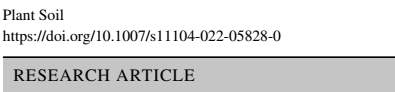 Plant Soil
https://doi.org/10.1007/s11104-022-05828-0
RESEARCH ARTICLE